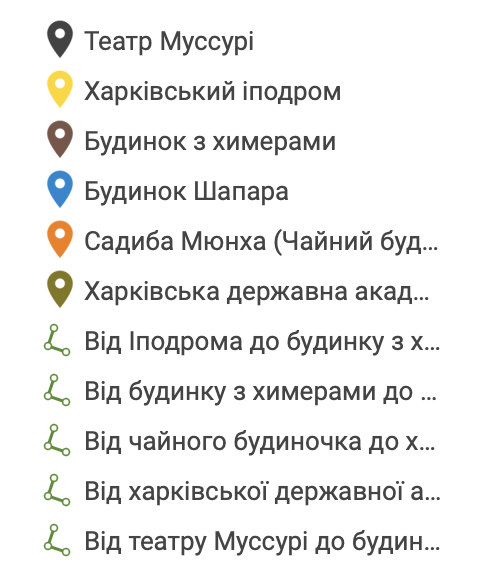 Театр Муссурі
Харківський іподром
Будинок з химерами
Будинок Шапара
Садиба Мюнха (Чайний буд...
Харківська державна акад...
Від Іподрома до будинку з х...
Від будинку з химерами до ...
Від чайного будиночка до х...
Від харківської державної а...
Від театру Муссурі до будин...